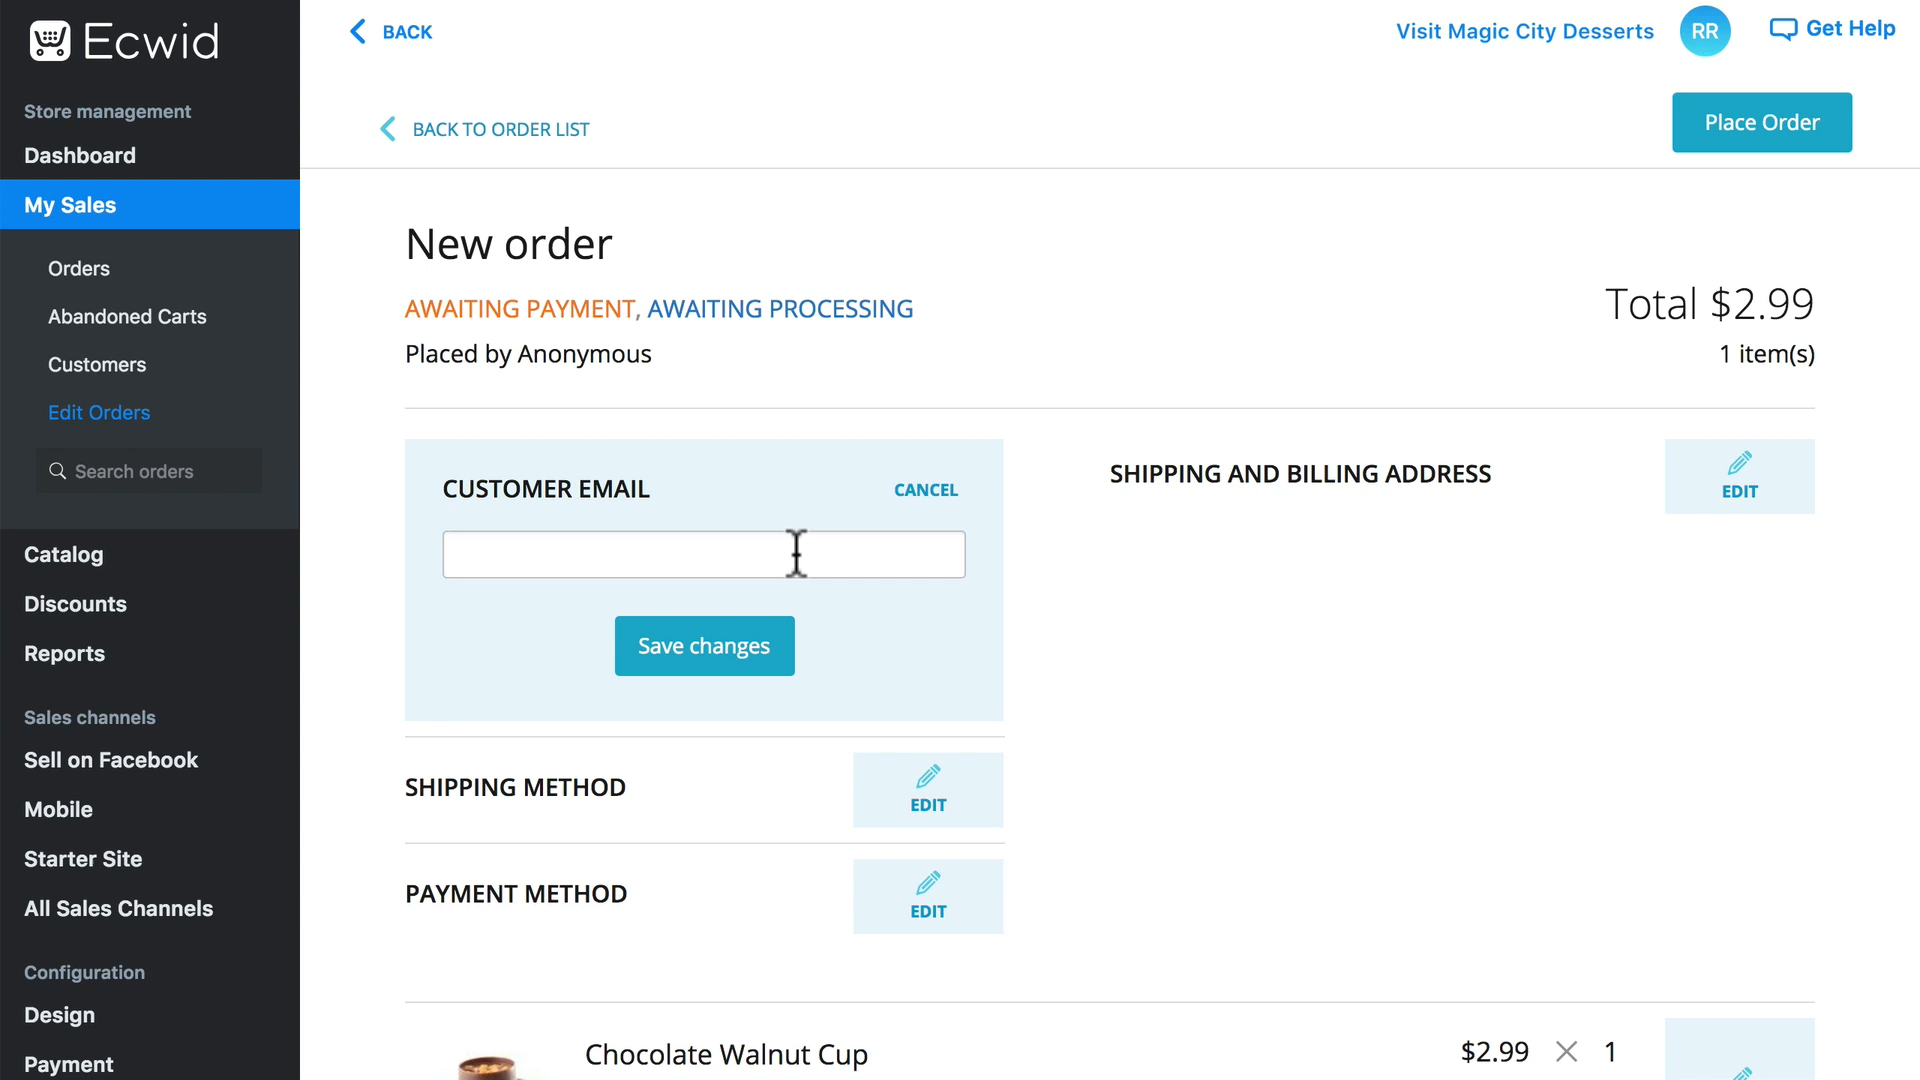 Ecwid
BACK
Visit Magic City Desserts
RR
Get Help
Store management
Dashboard
My Sales
Orders
Abandoned Carts
Customers
Edit Orders
Search orders
Catalog
Discounts
Reports
Sales channels
Sell on Facebook
Mobile
Starter Site
All Sales Channels
Configuration
Design
Payment
BACK TO ORDER LIST
Place Order
New order
AWAITING PAYMENT, AWAITING PROCESSING
Placed by Anonymous
Total $2.99
1 item(s)
CUSTOMER EMAIL
CANCEL
Save changes
SHIPPING AND BILLING ADDRESS
EDIT
SHIPPING METHOD
EDIT
PAYMENT METHOD
EDIT
Chocolate Walnut Cup
$2.99 × 1